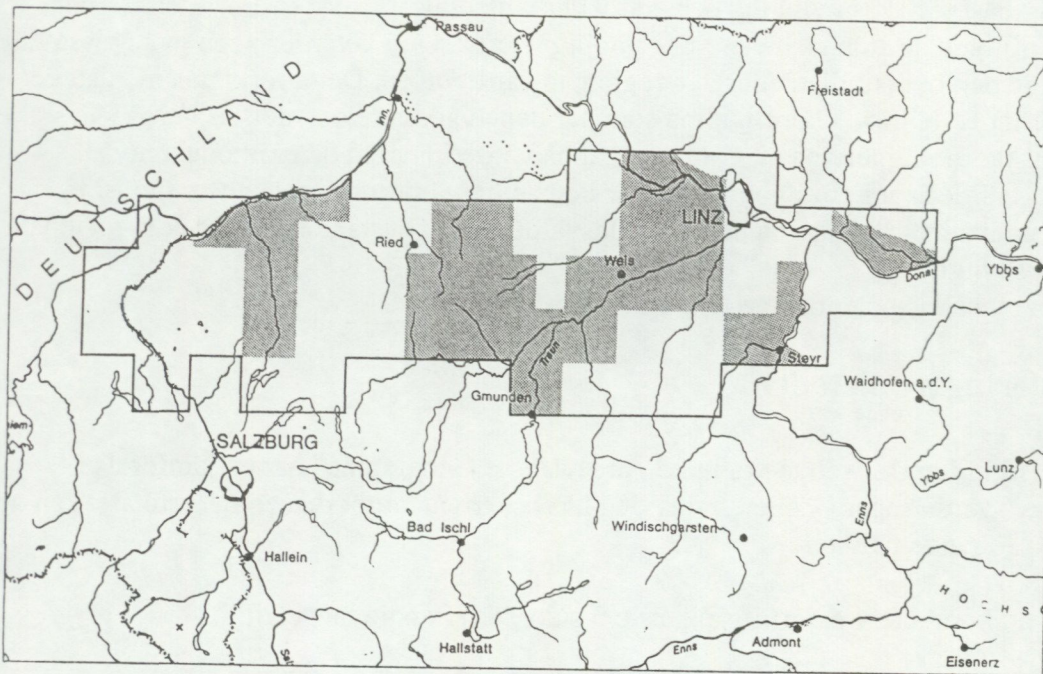 Passau
DEUTSCHLAND
Inn
Freistadt
LINZ
Ried
Wels
Donau
Ybbs
Traun
Steyr
Gmunden
Waidhofen a.d.Y.
SALZBURG
Ybbs
Lunz
Enns
Bad Ischl
Windischgarsten
Hallein
HOCHSC
Hallstatt
Enns
Admont
Eisenerz